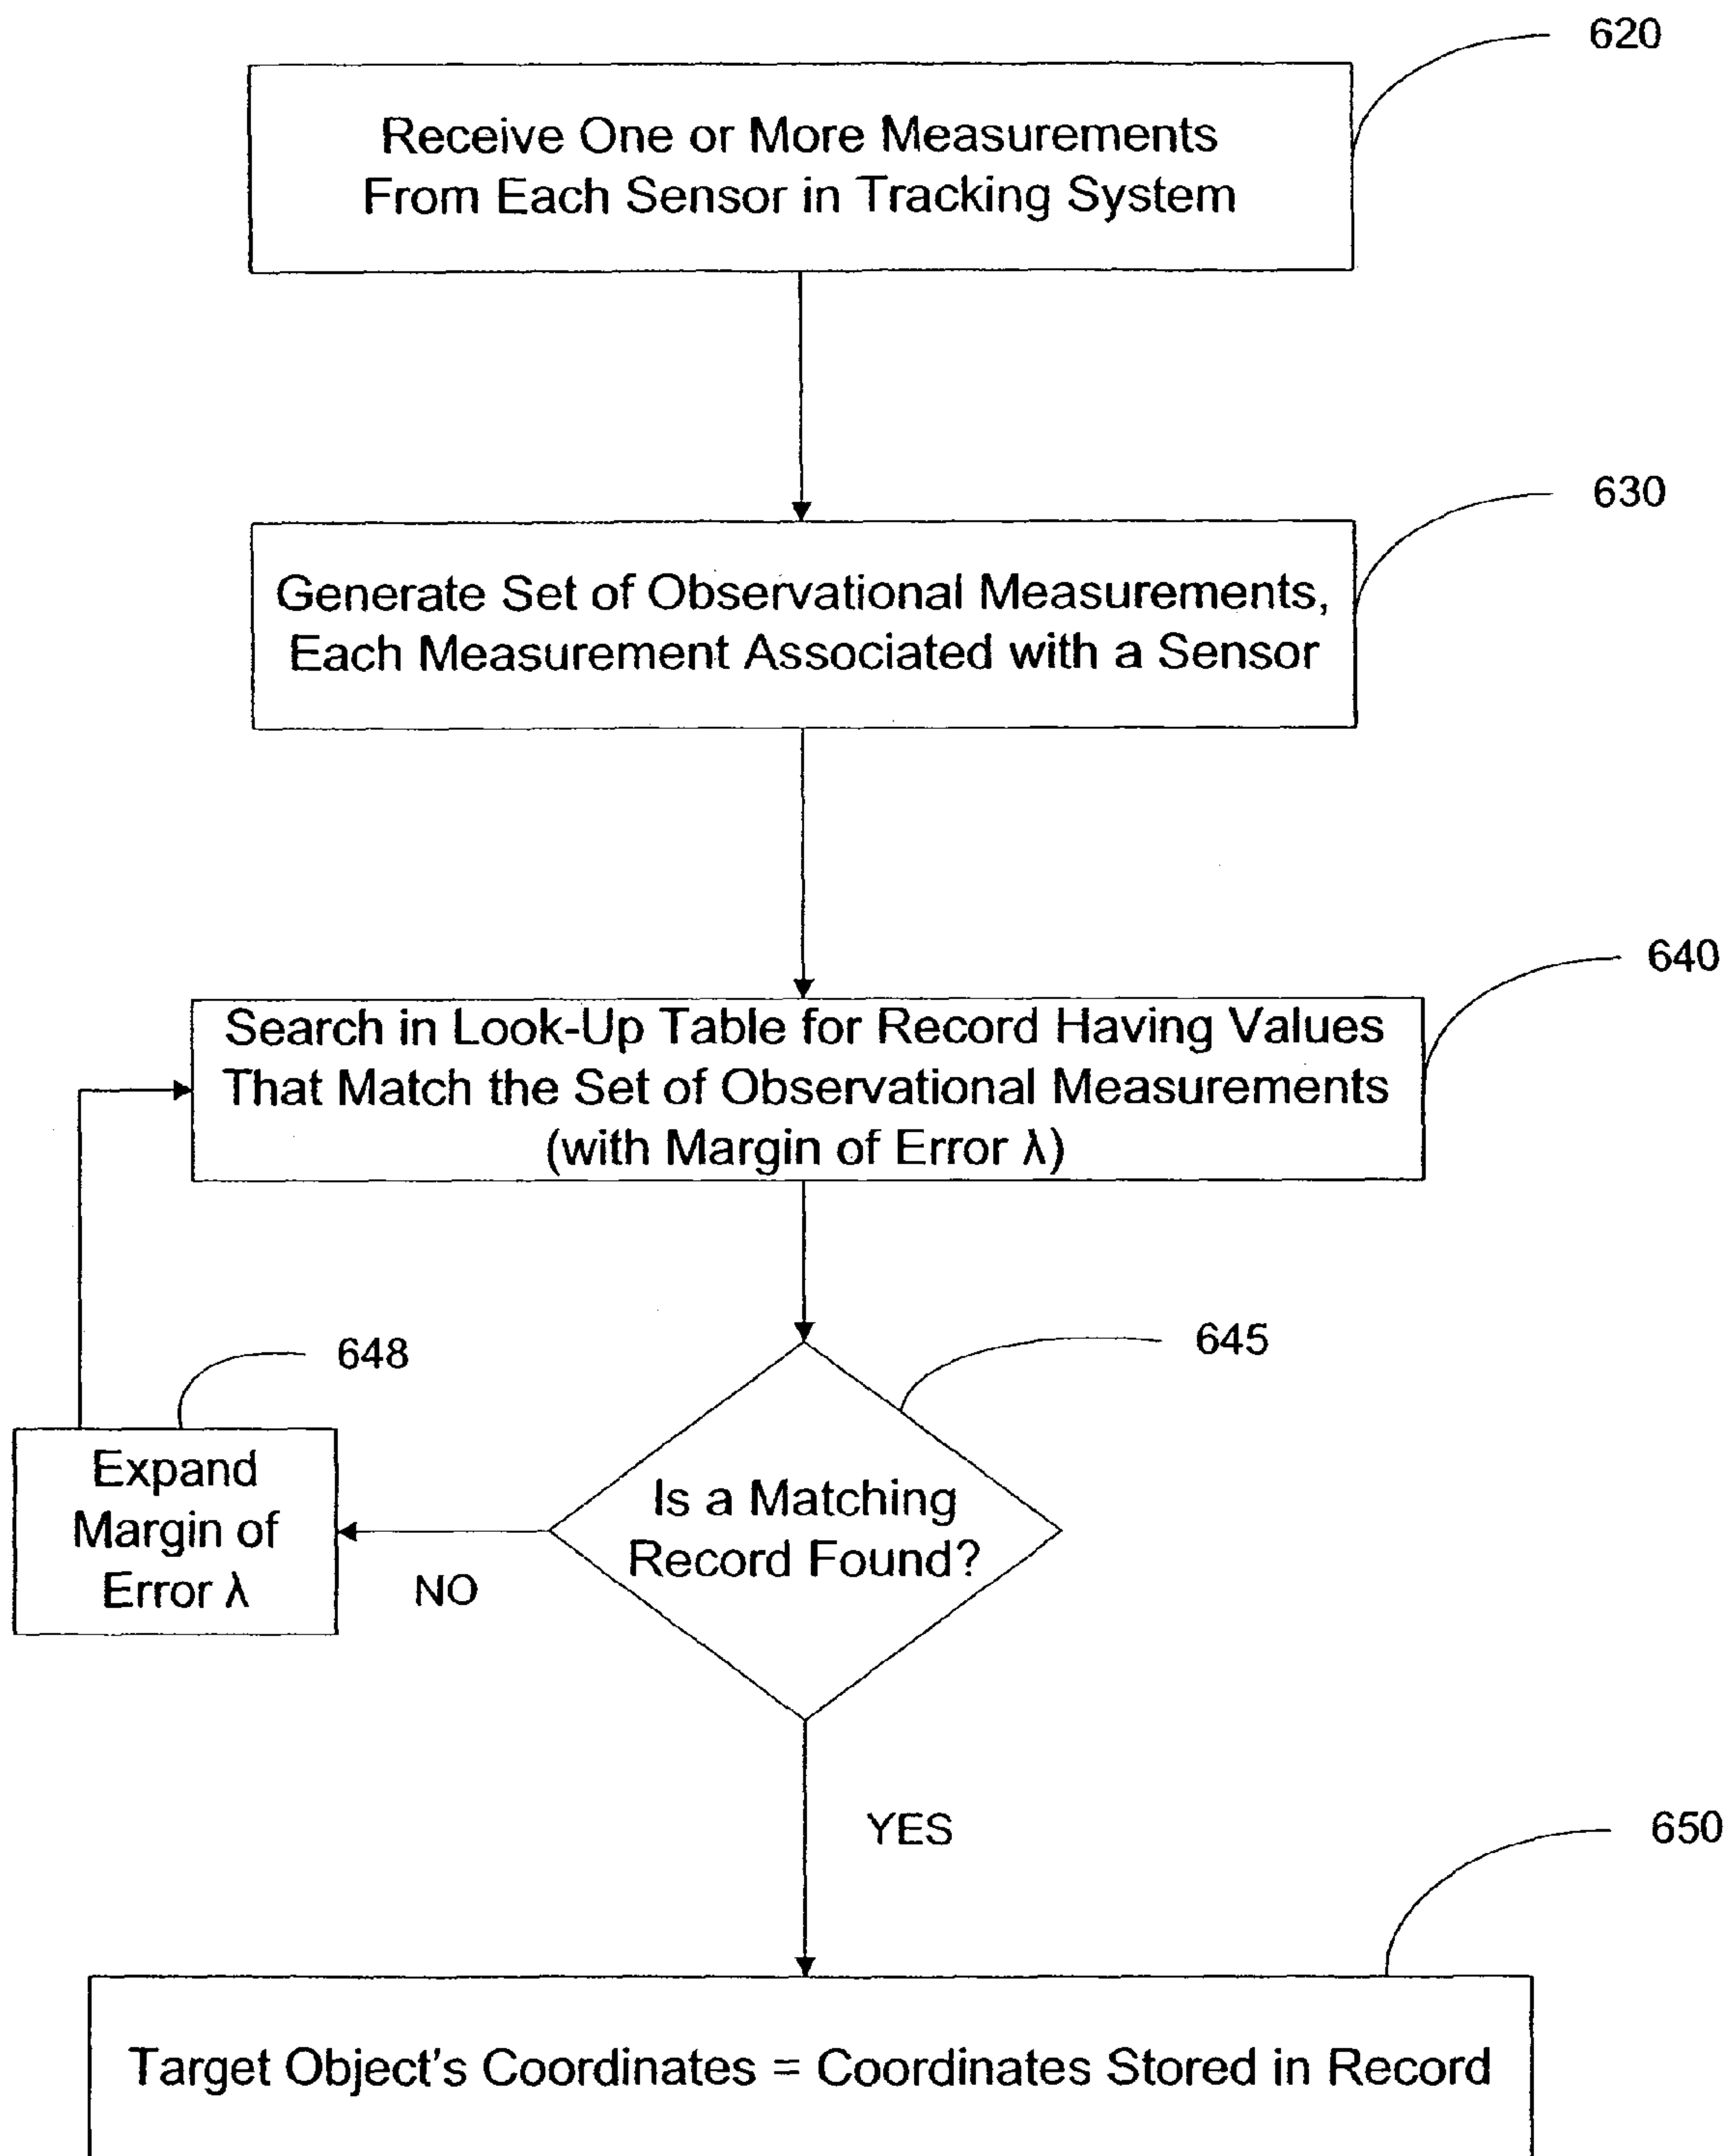 620
Receive One or More Measurements
From Each Sensor in Tracking System
630
Generate Set of Observational Measurements,
Each Measurement Associated with a Sensor
640
Search in Look-Up Table for Record Having Values
That Match the Set of Observational Measurements
(with Margin of Error λ)
645
648
Is a Matching
Record Found?
Expand
Margin of
Error λ
NO
YES
650
Target Object's Coordinates = Coordinates Stored in Record